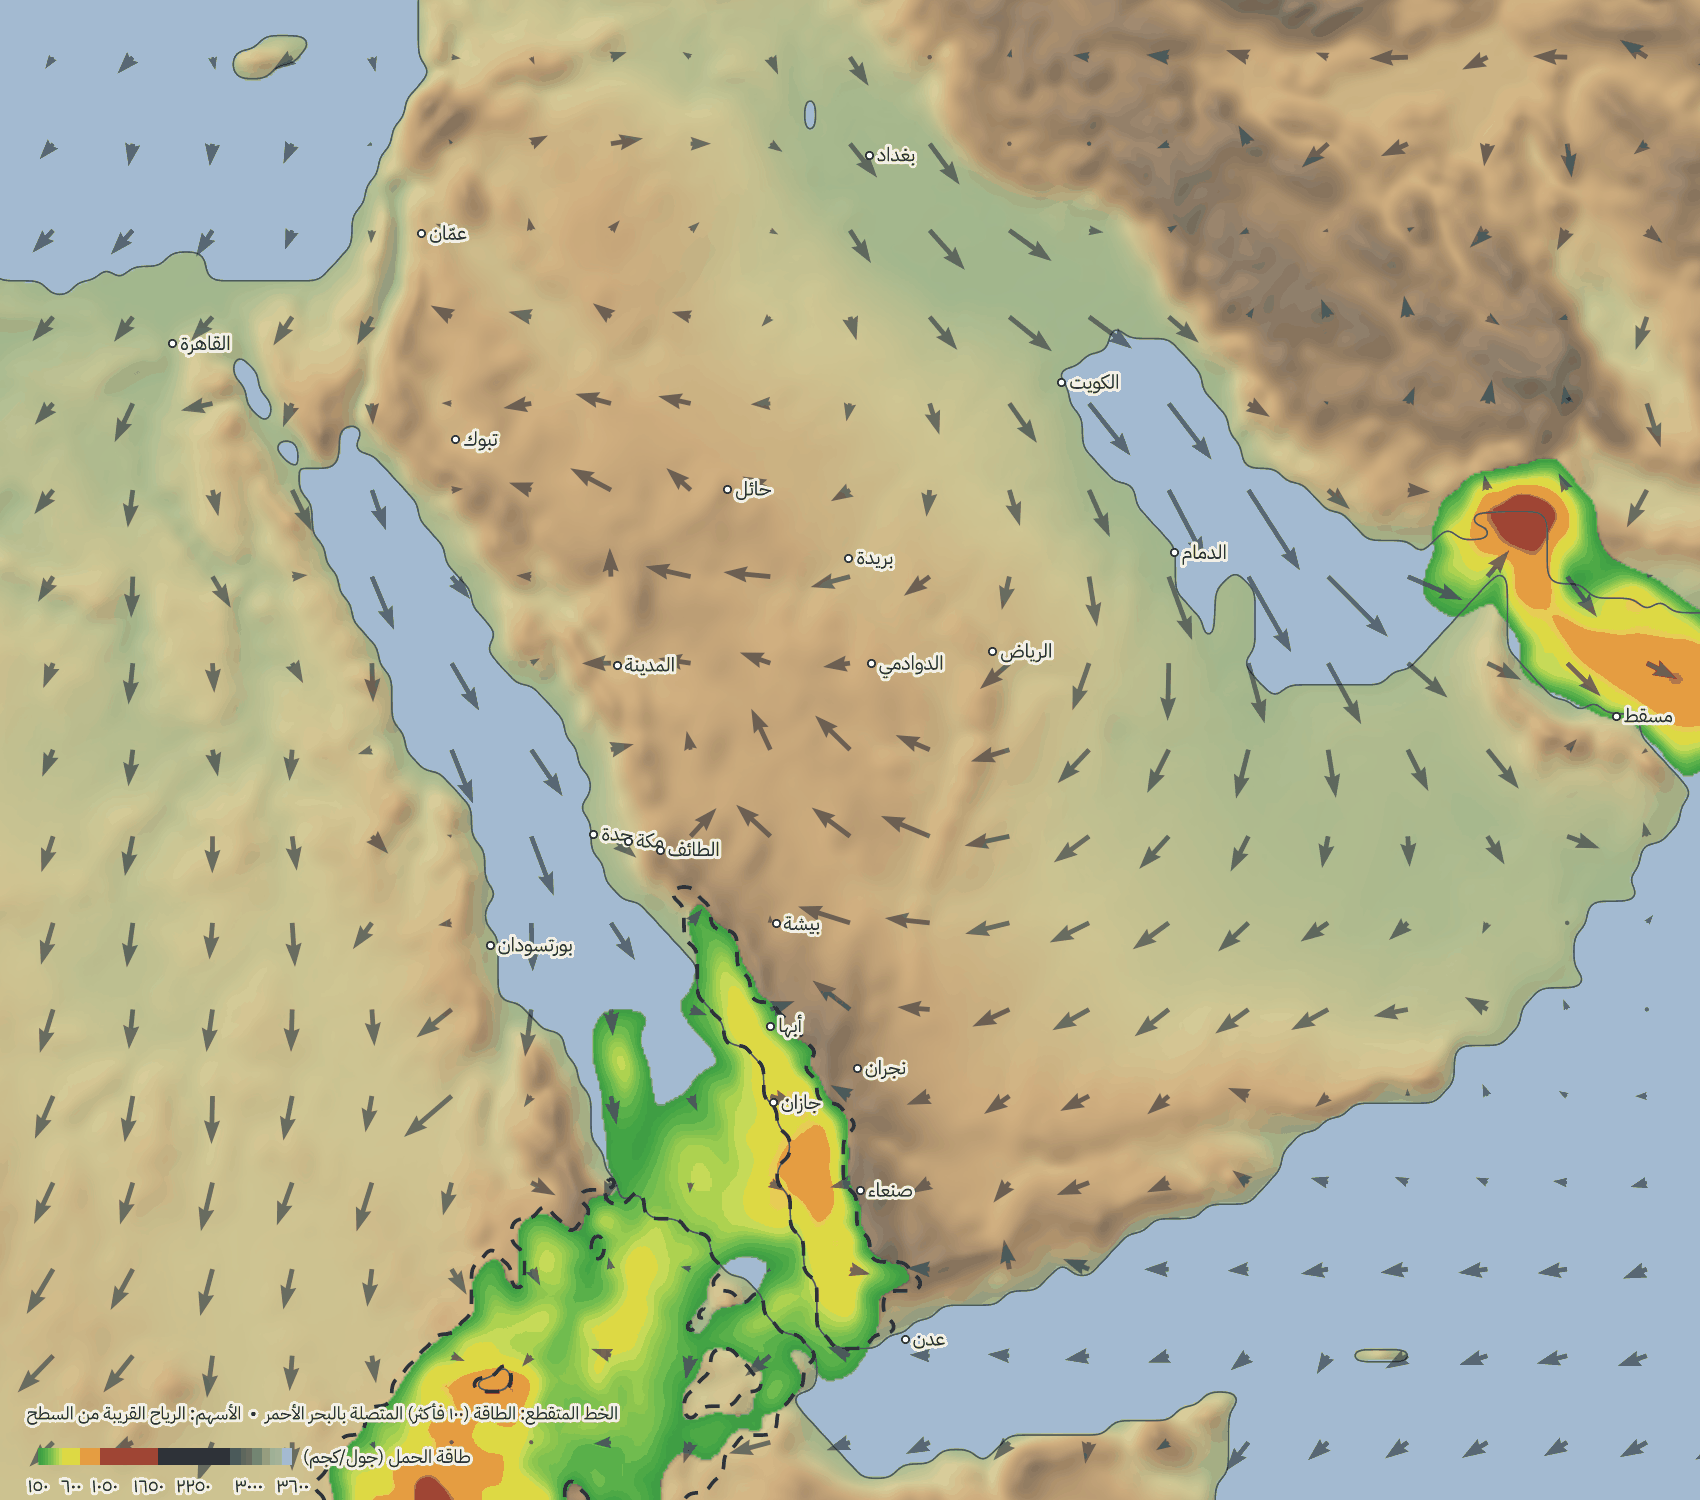 بغداد
عمّان
القاهرة
الكويت
تبوك
حائل
الدمام
بريدة
الرياض
الدوادمي
المدينة
مسقط
جدة
مكة
الطائف
بيشة
بورتسودان
أبها
نجران
جازان
صنعاء
عدن
الخط المتقطع: الطاقة (١٠٠ فأكثر) المتصلة بالبحر الأحمر • الأسهم: الرياح القريبة من السطح
طاقة الحمل (جول/كجم)
١٥٠ ٦٠٠ ١٠٥٠ ١٦٥٠ ٢٢٥٠ ٣٠٠٠ ٣٦٠٠